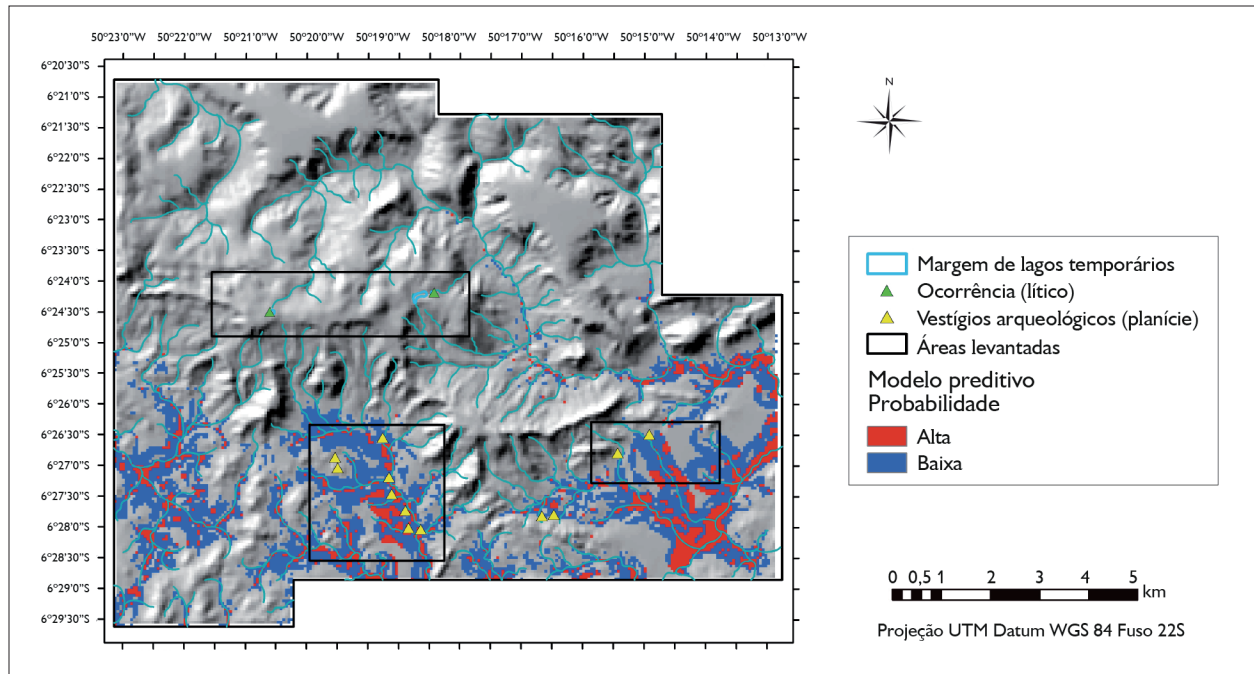 50°23'0"W 50°22'0"W 50°21'0"W 50°20'0"W 50°19'0"W 50°18'0"W 50°17'0"W 50°16'0"W 50°15'0"W 50°14'0"W 50°13'0"W
6°20'30"S
6°21'0"S
6°21'30"S
6°22'0"S
6°22'30"S
6°23'0"S
6°23'30"S
6°24'0"S
6°24'30"S
6°25'0"S
6°25'30"S
6°26'0"S
6°26'30"S
6°27'0"S
6°27'30"S
6°28'0"S
6°28'30"S
6°29'0"S
6°29'30"S
N
Margem de lagos temporários
Ocorrência (lítico)
Vestígios arqueológicos (planície)
Áreas levantadas
Modelo preditivo
Probabilidade
Alta
Baixa
0 0,5 1 2 3 4 5
km
Projeção UTM Datum WGS 84 Fuso 22S